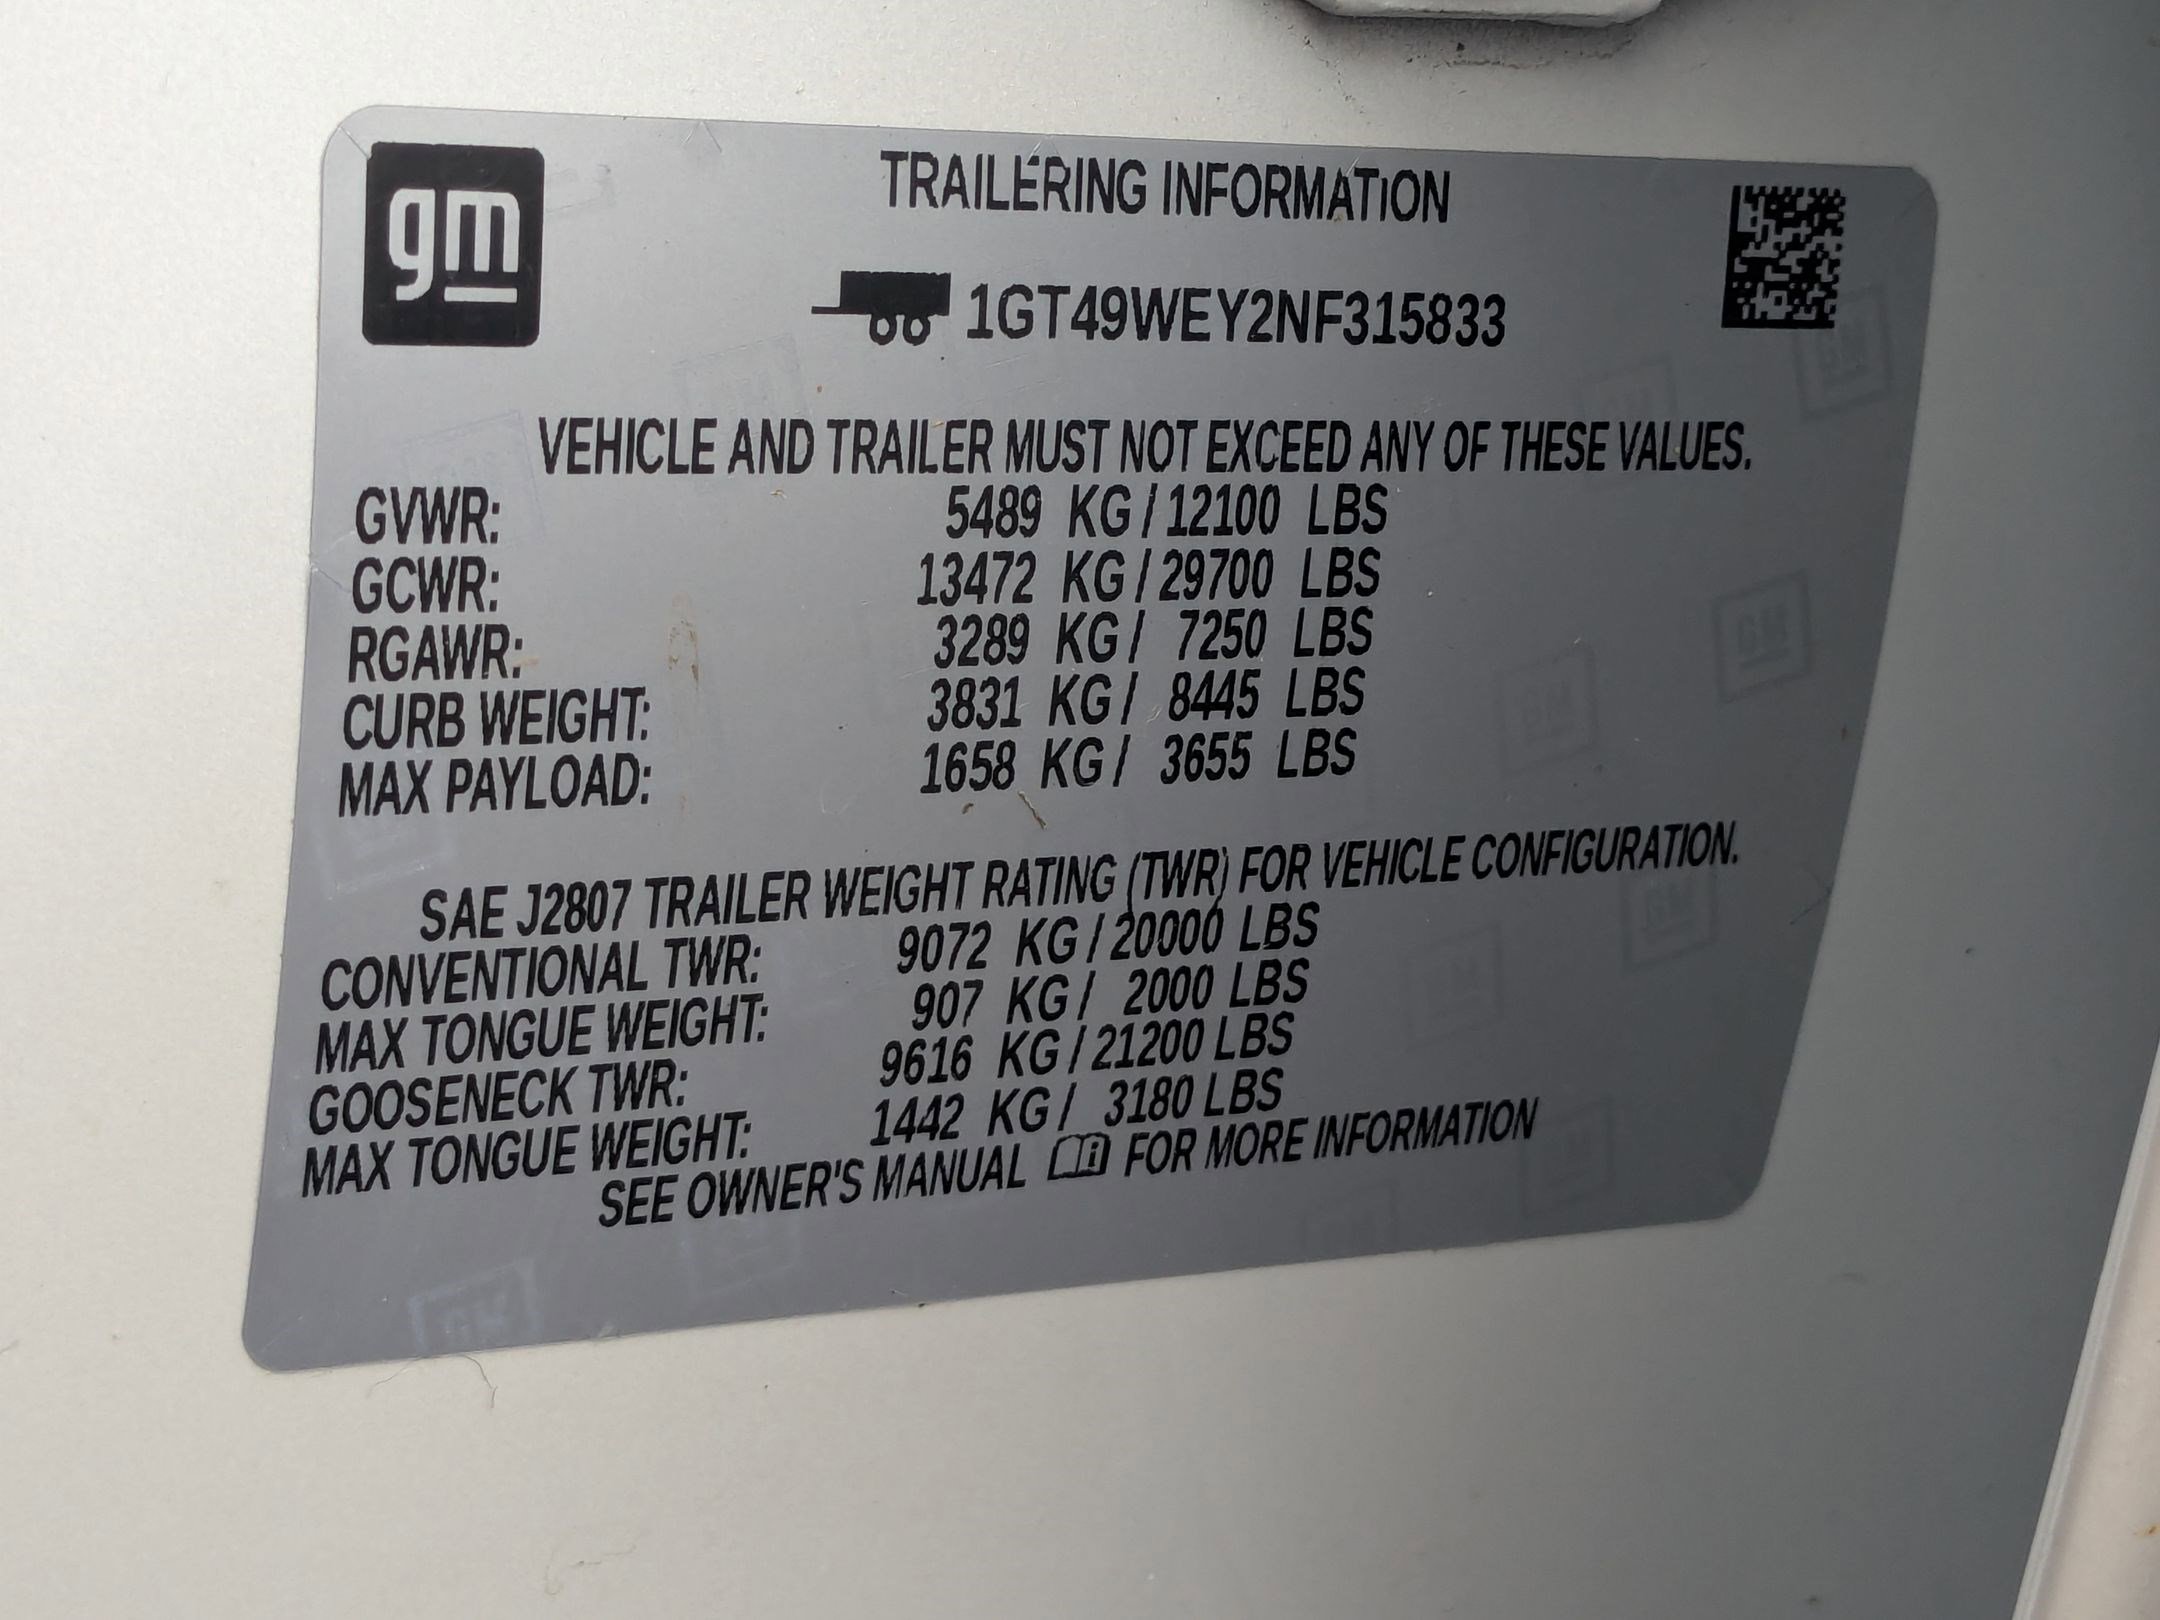 gm
TRAILERING INFORMATION
1GT49WEY2NF315833
VEHICLE AND TRAILER MUST NOT EXCEED ANY OF THESE VALUES.
GVWR: 5489 KG / 12100 LBS
GCWR: 13472 KG / 29700 LBS
RGAWR: 3289 KG / 7250 LBS
CURB WEIGHT: 3831 KG / 8445 LBS
MAX PAYLOAD: 1658 KG / 3655 LBS
SAE J2807 TRAILER WEIGHT RATING (TWR) FOR VEHICLE CONFIGURATION.
CONVENTIONAL TWR: 9072 KG / 20000 LBS
MAX TONGUE WEIGHT: 907 KG / 2000 LBS
GOOSENECK TWR: 9616 KG / 21200 LBS
MAX TONGUE WEIGHT: 1442 KG / 3180 LBS
SEE OWNER'S MANUAL FOR MORE INFORMATION